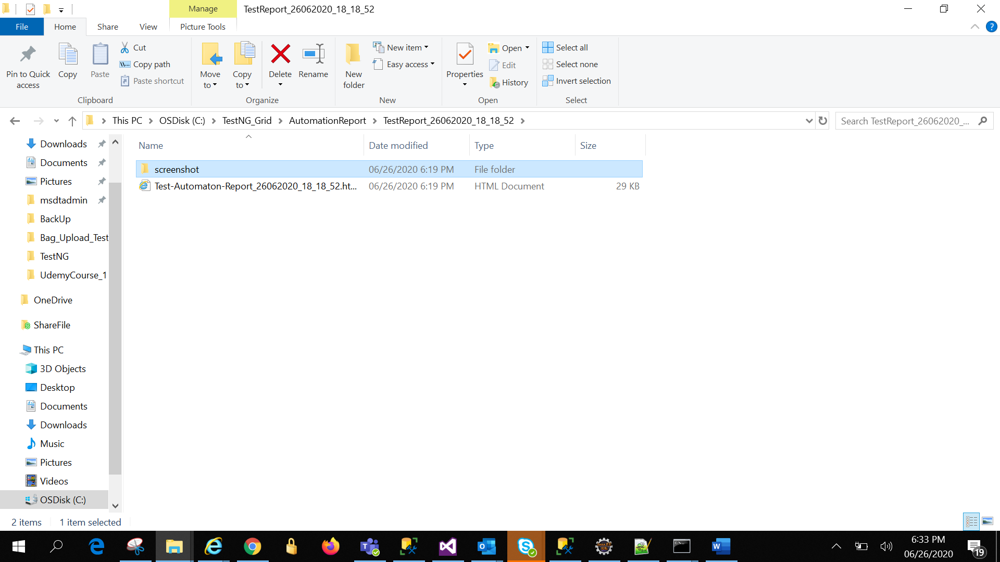 Manage
TestReport_26062020_18_18_52
File
Home
Share
View
Picture Tools
Pin to Quick access
Copy
Paste
Cut
Copy path
Paste shortcut
Clipboard
Move to
Copy to
Delete
Rename
Organize
New folder
New item
Easy access
New
Properties
Open
Edit
History
Open
Select all
Select none
Invert selection
Select
This PC
OSDisk (C:)
TestNG_Grid
AutomationReport
TestReport_26062020_18_18_52
Search TestReport_26062020_...
Downloads
Documents
Pictures
msdtadmin
BackUp
Bag_Upload_Test
TestNG
UdemyCourse_1
OneDrive
ShareFile
This PC
3D Objects
Desktop
Documents
Downloads
Music
Pictures
Videos
OSDisk (C:)
Name Date modified Type Size
screenshot 06/26/2020 6:19 PM File folder
Test-Automaton-Report_26062020_18_18_52.ht... 06/26/2020 6:19 PM HTML Document 29 KB
2 items 1 item selected
6:33 PM
06/26/2020
19